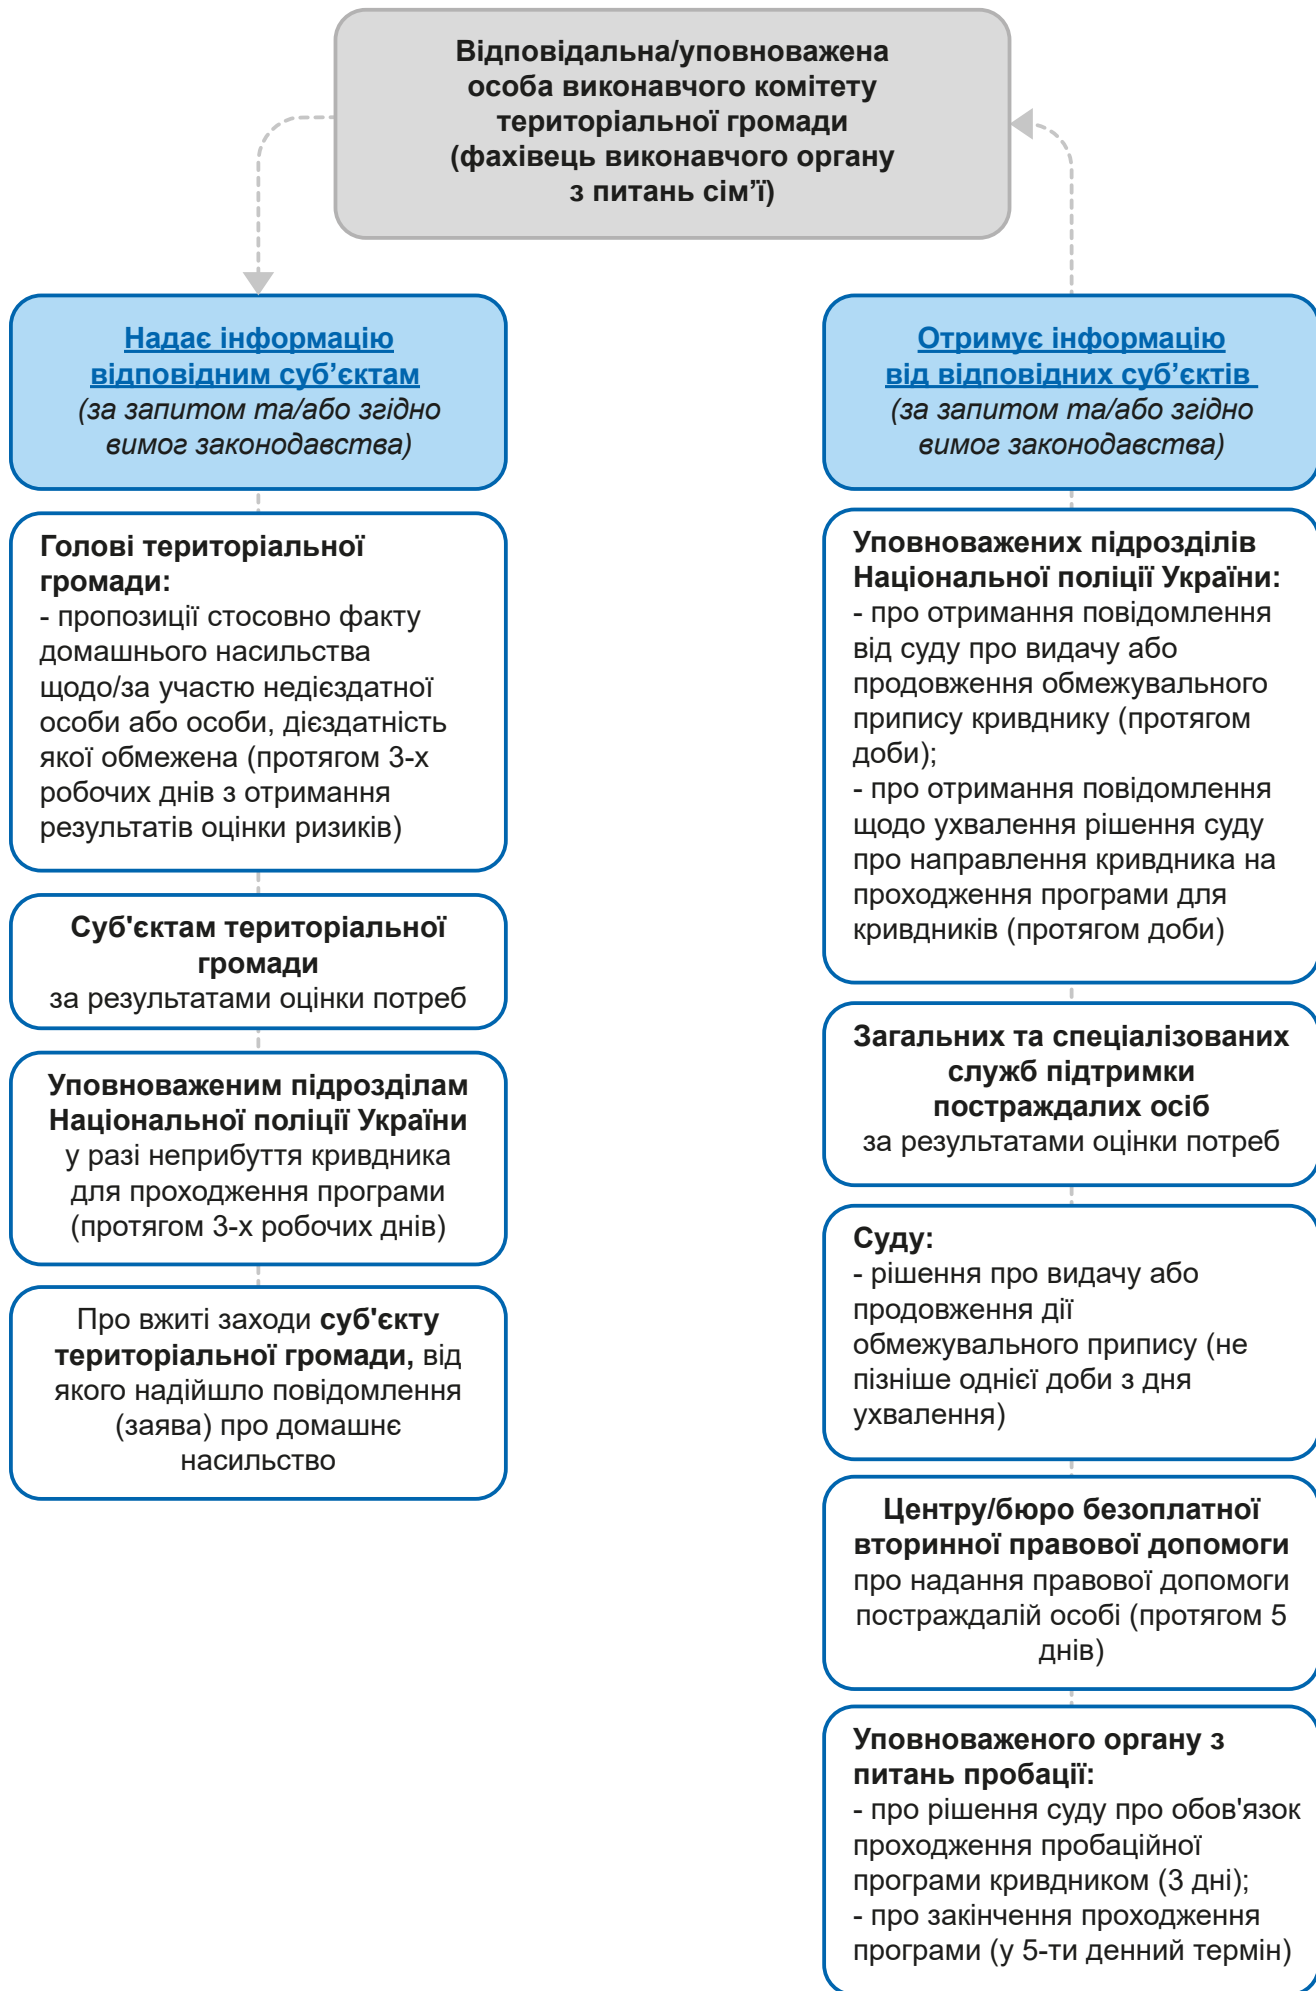 Відповідальна/уповноважена
особа виконавчого комітету
територіальної громади
(фахівець виконавчого органу
з питань сім’ї)
Надає інформацію
відповідним суб’єктам
(за запитом та/або згідно
вимог законодавства)
Голові територіальної
громади:
- пропозиції стосовно факту
домашнього насильства
щодо/за участю недієздатної
особи або особи, дієздатність
якої обмежена (протягом 3-х
робочих днів з отримання
результатів оцінки ризиків)
Суб'єктам територіальної
громади
за результатами оцінки потреб
Уповноваженим підрозділам
Національної поліції України
у разі неприбуття кривдника
для проходження програми
(протягом 3-х робочих днів)
Про вжиті заходи суб'єкту
територіальної громади, від
якого надійшло повідомлення
(заява) про домашнє
насильство
Отримує інформацію
від відповідних суб’єктів
(за запитом та/або згідно
вимог законодавства)
Уповноважених підрозділів
Національної поліції України:
- про отримання повідомлення
від суду про видачу або
продовження обмежувального
припису кривднику (протягом
доби);
- про отримання повідомлення
щодо ухвалення рішення суду
про направлення кривдника на
проходження програми для
кривдників (протягом доби)
Загальних та спеціалізованих
служб підтримки
постраждалих осіб
за результатами оцінки потреб
Суду:
- рішення про видачу або
продовження дії
обмежувального припису (не
пізніше однієї доби з дня
ухвалення)
Центру/бюро безоплатної
вторинної правової допомоги
про надання правової допомоги
постраждалій особі (протягом 5
днів)
Уповноваженого органу з
питань пробації:
- про рішення суду про обов'язок
проходження пробаційної
програми кривдником (3 дні);
- про закінчення проходження
програми (у 5-ти денний термін)